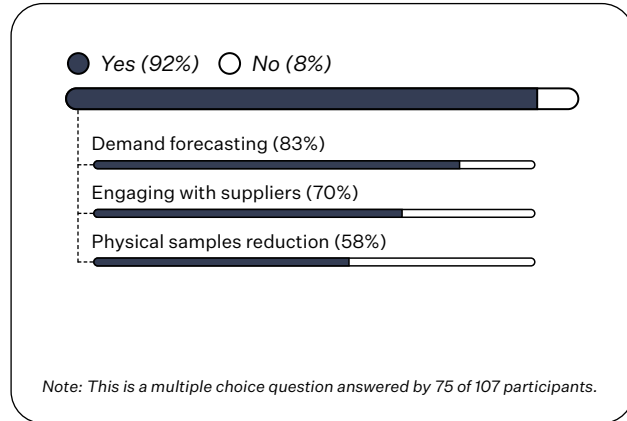 Yes (92%) No (8%)
Demand forecasting (83%)
Engaging with suppliers (70%)
Physical samples reduction (58%)
Note: This is a multiple choice question answered by 75 of 107 participants.